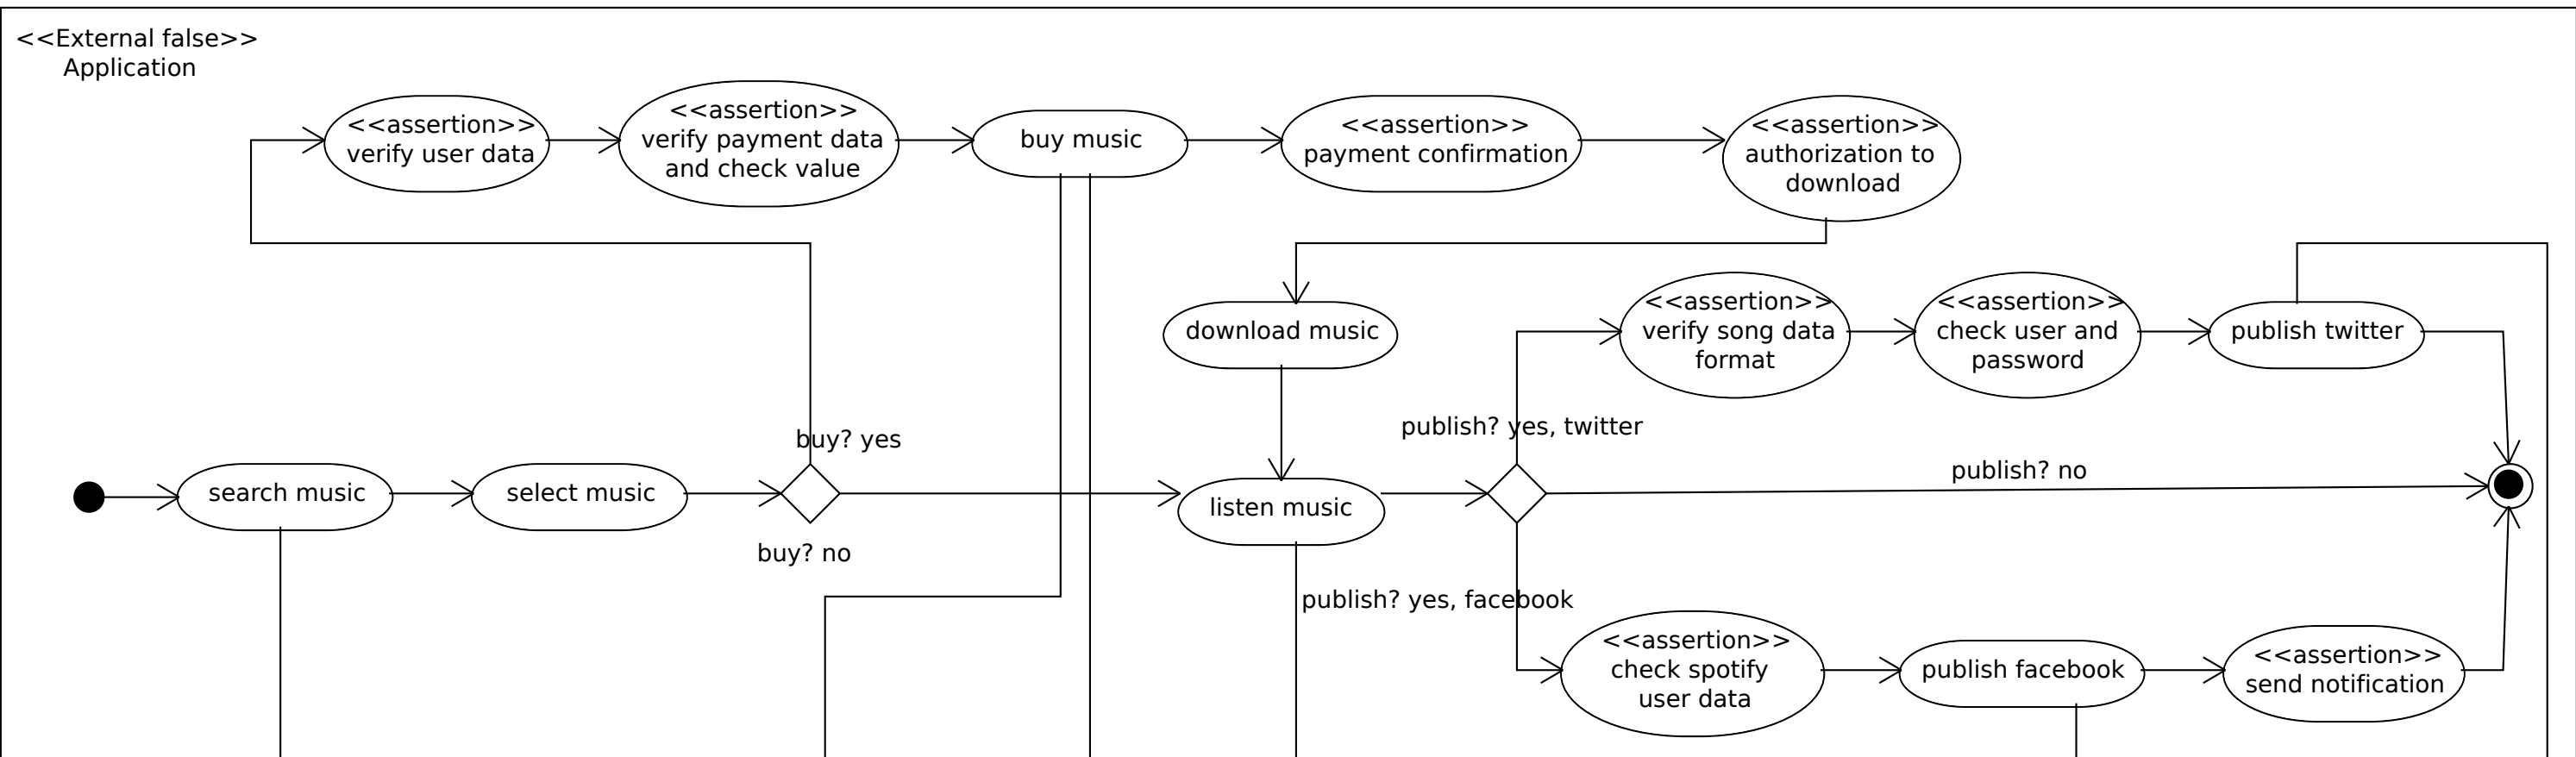 <<External false>>
Application
<<assertion>>
verify user data
<<assertion>>
verify payment data
and check value
buy music
<<assertion>>
payment confirmation
<<assertion>>
authorization to
download
download music
<<assertion>>
verify song data
format
<<assertion>>
check user and
password
publish twitter
buy? yes
publish? yes, twitter
search music
select music
listen music
publish? no
buy? no
publish? yes, facebook
<<assertion>>
check spotify
user data
publish facebook
<<assertion>>
send notification